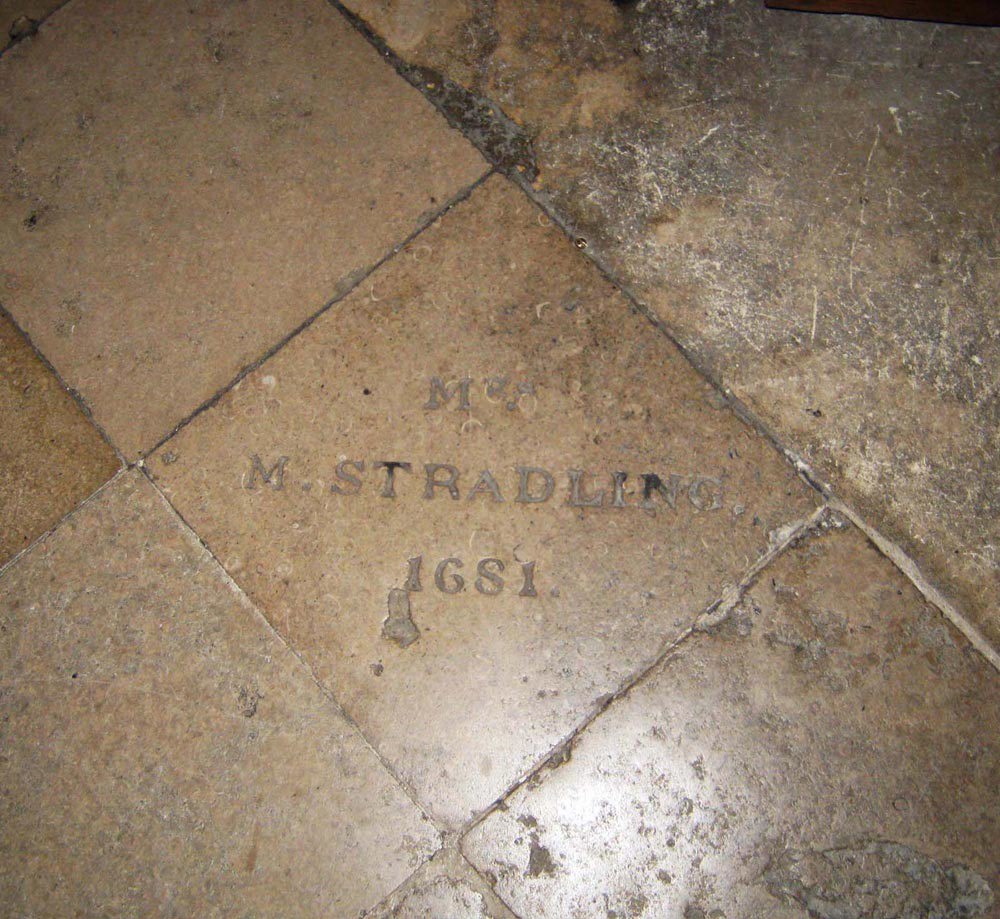 Mrs
M. STRADLING.
1681.